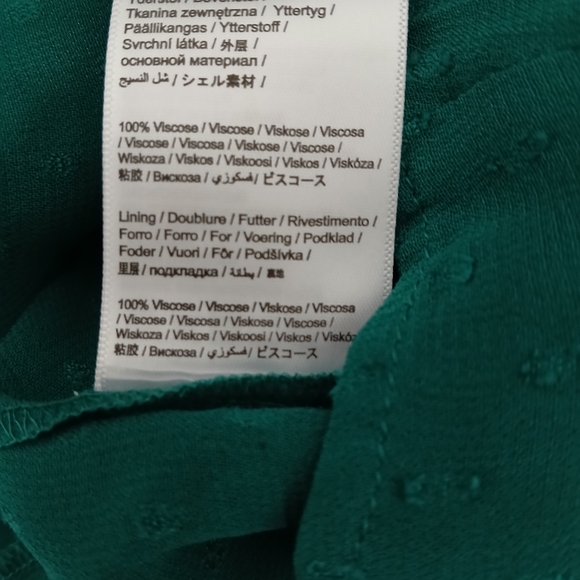 Tkanina zewnętrzna / Yttertyg /
Päällikangas / Ytterstoff /
Svrchní látka / 外层 /
основной материал /
/ シェル素材 /
100% Viscose / Viscose / Viskose / Viscosa
/ Viscose / Viscosa / Viskose / Viscose /
Wiskoza / Viskos / Viskoosi / Viskos / Viskóza /
粘胶 / Вискоза / فسكوزي / ビスコース
Lining / Doublure / Futter / Rivestimento /
Forro / Forro / For / Voering / Podklad /
Foder / Vuori / Fôr / Podšívka /
里层 / подкладка / بطانة / 裏地
100% Viscose / Viscose / Viskose / Viscosa
/ Viscose / Viscosa / Viskose / Viscose /
Wiskoza / Viskos / Viskoosi / Viskos /
粘胶 / Вискоза / فسكوزي / ビスコース